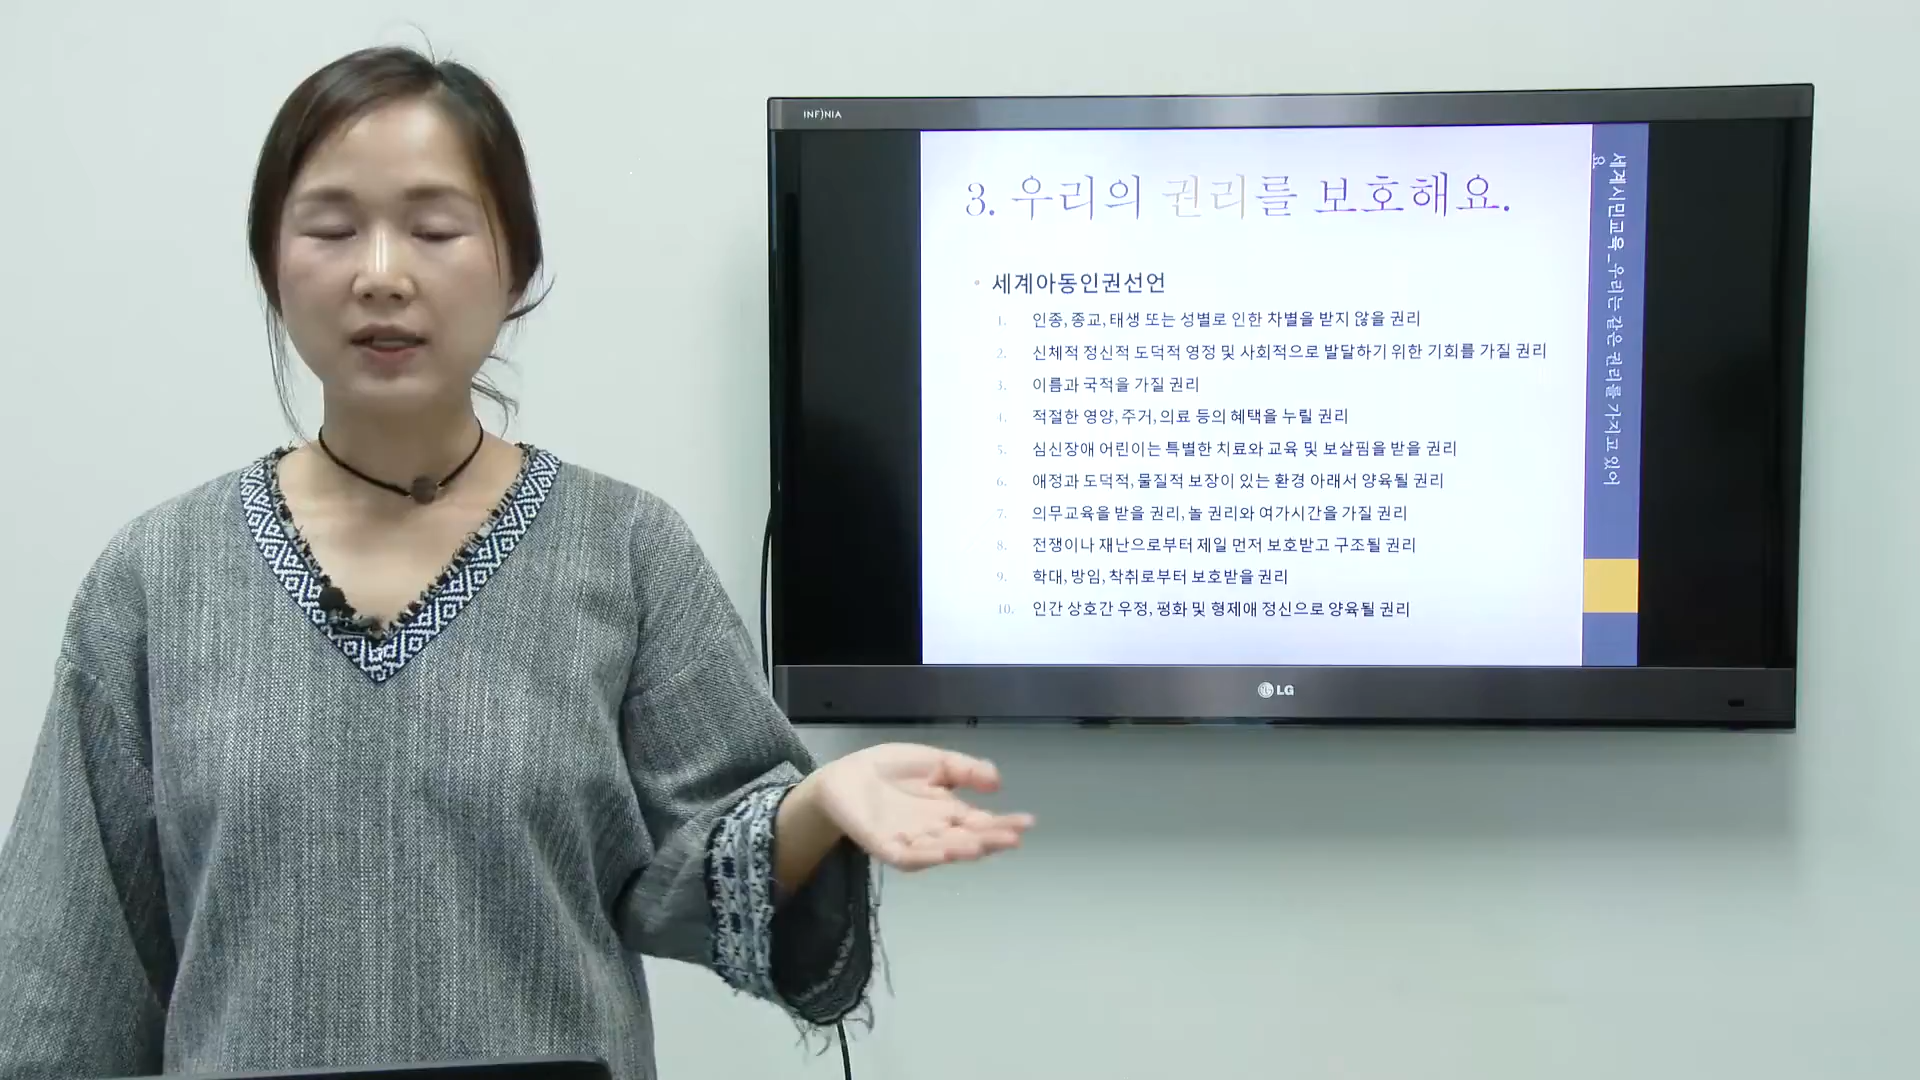 INFINIA
3. 우리의 권리를 보호해요.
• 세계아동인권선언
1. 인종, 종교, 태생 또는 성별로 인한 차별을 받지 않을 권리
2. 신체적 정신적 도덕적 영정 및 사회적으로 발달하기 위한 기회를 가질 권리
3. 이름과 국적을 가질 권리
4. 적절한 영양, 주거, 의료 등의 혜택을 누릴 권리
5. 심신장애 어린이는 특별한 치료와 교육 및 보살핌을 받을 권리
6. 애정과 도덕적, 물질적 보장이 있는 환경 아래서 양육될 권리
7. 의무교육을 받을 권리, 놀 권리와 여가시간을 가질 권리
8. 전쟁이나 재난으로부터 제일 먼저 보호받고 구조될 권리
9. 학대, 방임, 착취로부터 보호받을 권리
10. 인간 상호간 우정, 평화 및 형제애 정신으로 양육될 권리
세계시민교육_우리는 같은 권리를 가지고 있어
요
LG